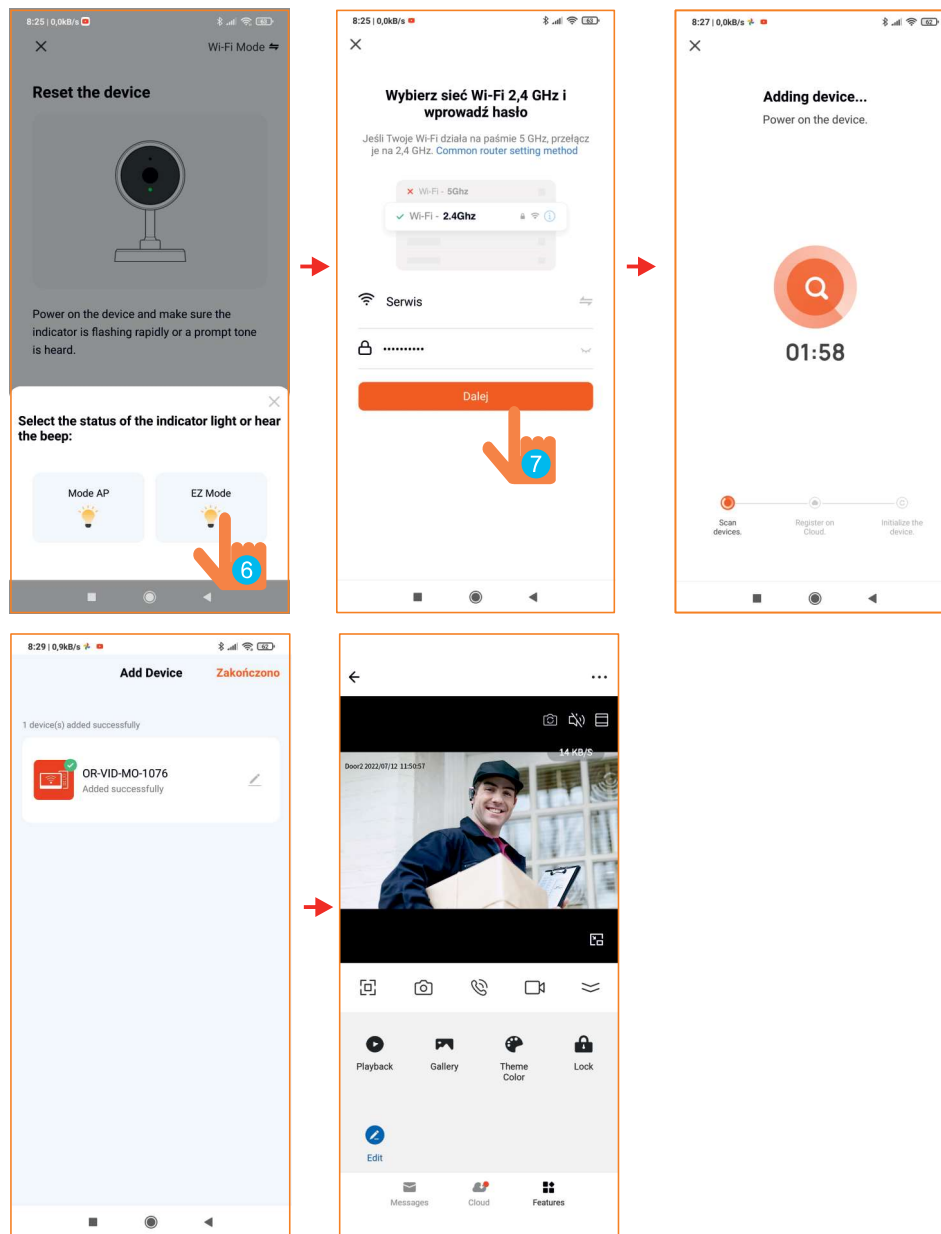 8:25 | 0,0kB/s
63
Wi-Fi Mode
Reset the device
Power on the device and make sure the
indicator is flashing rapidly or a prompt tone
is heard.
Select the status of the indicator light or hear
the beep:
Mode AP
EZ Mode
6
8:25 | 0,0kB/s
63
Wybierz sieć Wi-Fi 2,4 GHz i
wprowadź hasło
Jeśli Twoje Wi-Fi działa na paśmie 5 GHz, przełącz
je na 2,4 GHz. Common router setting method
Wi-Fi - 5Ghz
Wi-Fi - 2.4Ghz
Serwis
••••••••••
Dalej
7
8:27 | 0,0kB/s
62
Adding device...
Power on the device.
01:58
Scan
devices.
Register on
Cloud.
Initialize the
device.
8:29 | 0,9kB/s
62
Add Device
Zakończono
1 device(s) added successfully
OR-VID-MO-1076
Added successfully
14 KB/S
Door2 2022/07/12 11:50:57
Playback
Gallery
Theme
Color
Lock
Edit
Messages
Cloud
Features